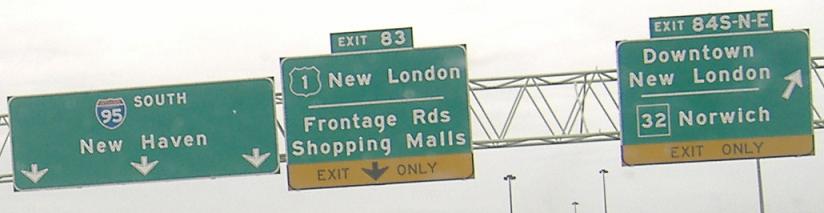 95 SOUTH
New Haven
EXIT 83
1 New London
Frontage Rds
Shopping Malls
EXIT ONLY
EXIT 84S-N-E
Downtown
New London
32 Norwich
EXIT ONLY